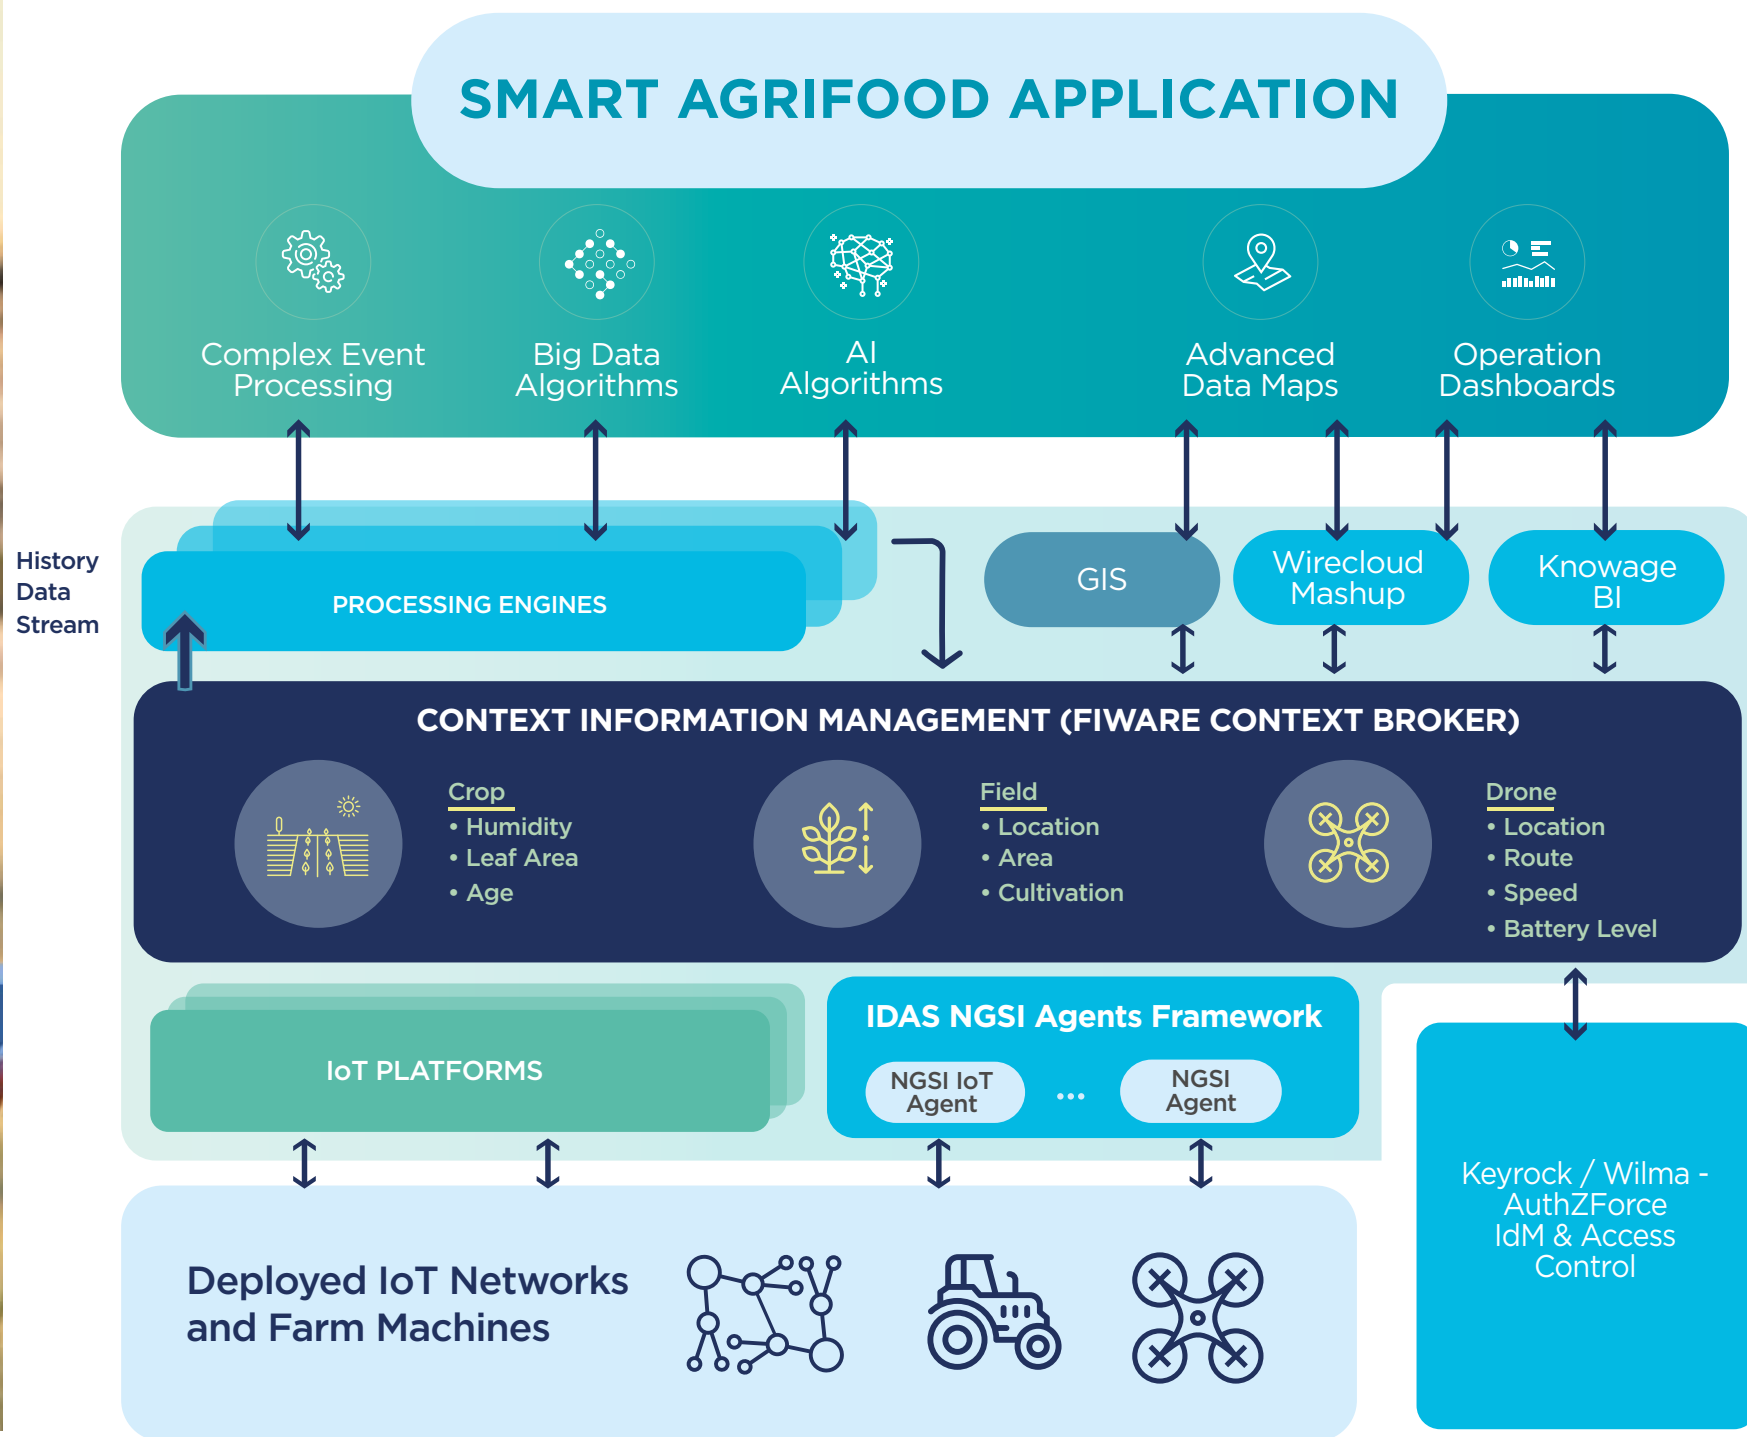 SMART AGRIFOOD APPLICATION
Complex Event
Processing
Big Data
Algorithms
AI
Algorithms
Advanced
Data Maps
Operation
Dashboards
History
Data
Stream
PROCESSING ENGINES
GIS
Wirecloud
Mashup
Knowage
BI
CONTEXT INFORMATION MANAGEMENT (FIWARE CONTEXT BROKER)
Crop
• Humidity
• Leaf Area
• Age
Field
• Location
• Area
• Cultivation
Drone
• Location
• Route
• Speed
• Battery Level
IoT PLATFORMS
IDAS NGSI Agents Framework
NGSI IoT
Agent
...
NGSI
Agent
Keyrock / Wilma -
AuthZForce
IdM & Access
Control
Deployed IoT Networks
and Farm Machines